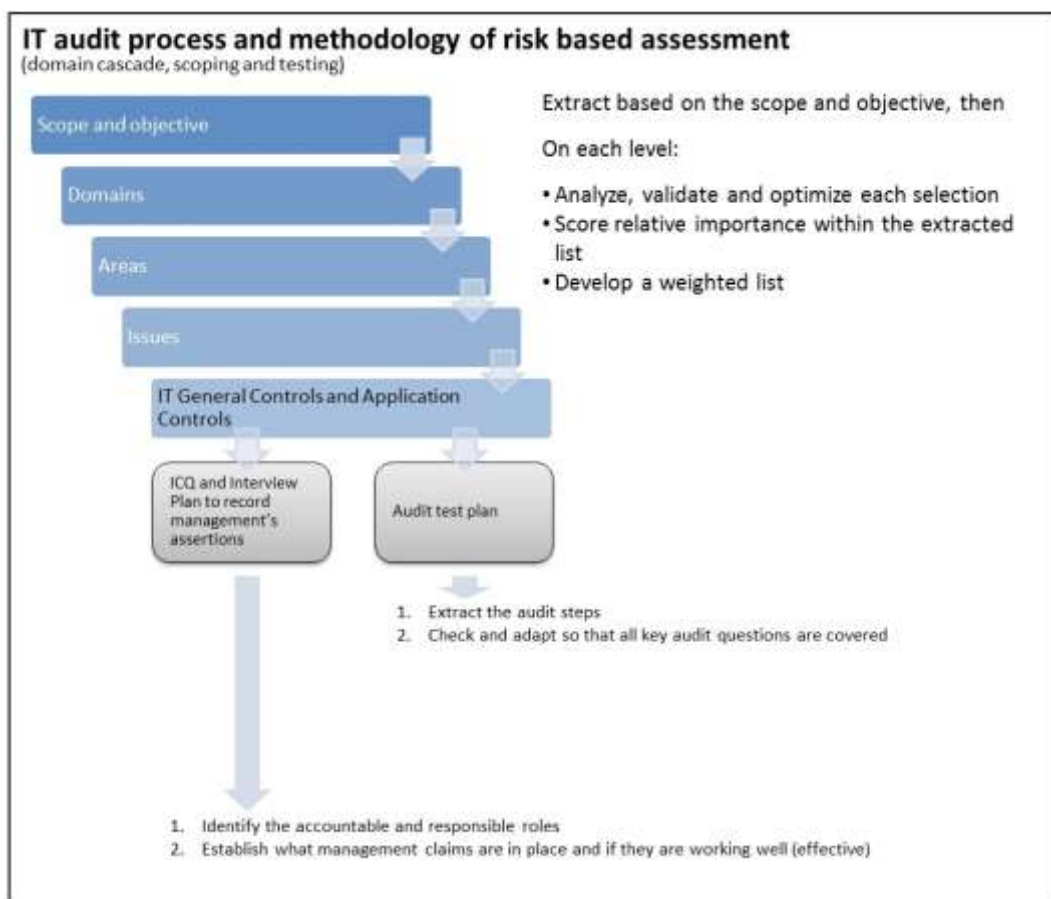 IT audit process and methodology of risk based assessment
(domain cascade, scoping and testing)
Scope and objective
Domains
Areas
Issues
IT General Controls and Application
Controls
ICQ and Interview
Plan to record
management's
assertions
Audit test plan
Extract based on the scope and objective, then
On each level:
• Analyze, validate and optimize each selection
• Score relative importance within the extracted
list
• Develop a weighted list
1. Extract the audit steps
2. Check and adapt so that all key audit questions are covered
1. Identify the accountable and responsible roles
2. Establish what management claims are in place and if they are working well (effective)